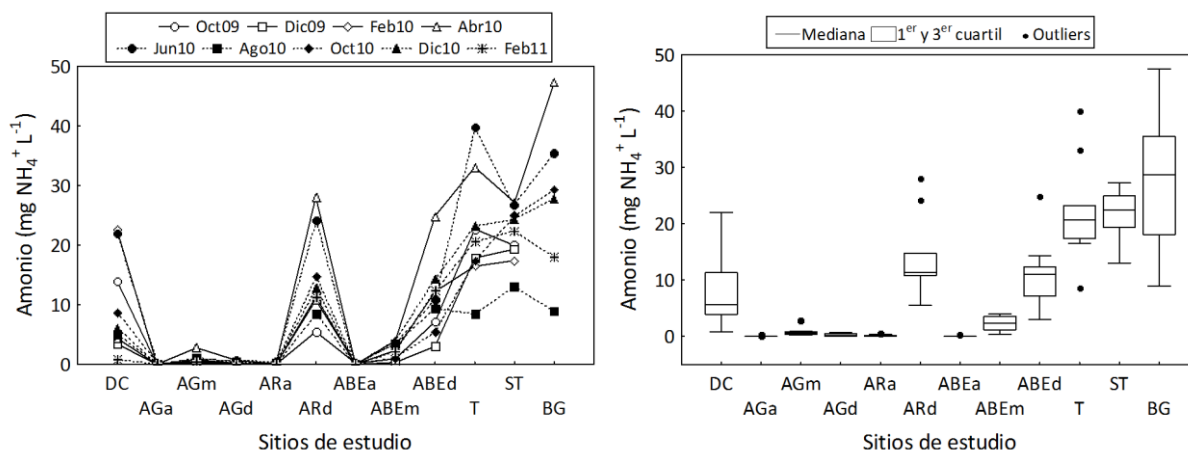 Oct09 Dic09 Feb10 Abr10
Jun10 Ago10 Oct10 Dic10 Feb11
Amonio (mg NH₄⁺ L⁻¹)
50
40
30
20
10
0
DC AGm ARa ABEa ABEd ST
AGa AGd ARd ABEm T BG
Sitios de estudio
Mediana 1er y 3er cuartil Outliers
Amonio (mg NH₄⁺ L⁻¹)
50
40
30
20
10
0
DC AGm ARa ABEa ABEd ST
AGa AGd ARd ABEm T BG
Sitios de estudio